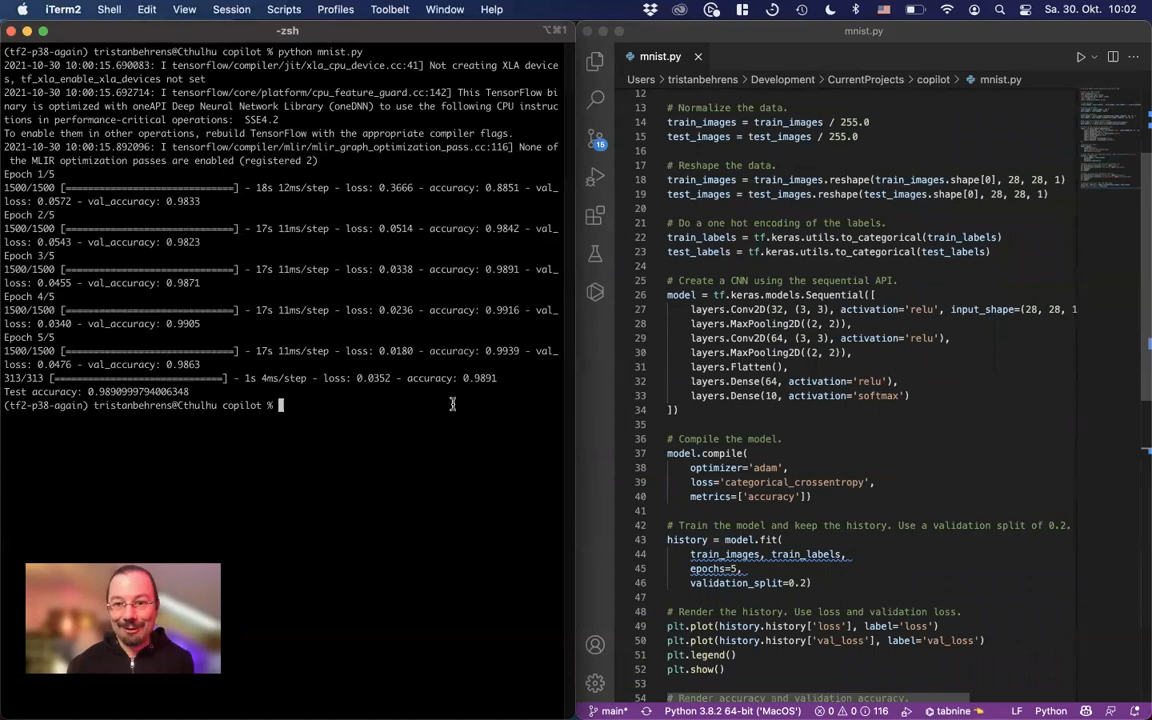 iTerm2 Shell Edit View Session Scripts Profiles Toolbelt Window Help Sa. 30. Okt. 10:02
-zsh
⌥⌘1
(tf2-p38-again) tristanbehrens@Cthulhu copilot % python mnist.py
2021-10-30 10:00:15.690083: I tensorflow/compiler/jit/xla_cpu_device.cc:41] Not creating XLA device
s, tf_xla_enable_xla_devices not set
2021-10-30 10:00:15.692714: I tensorflow/core/platform/cpu_feature_guard.cc:142] This TensorFlow bi
nary is optimized with oneAPI Deep Neural Network Library (oneDNN) to use the following CPU instruc
tions in performance-critical operations:  SSE4.2
To enable them in other operations, rebuild TensorFlow with the appropriate compiler flags.
2021-10-30 10:00:15.892096: I tensorflow/compiler/mlir/mlir_graph_optimization_pass.cc:116] None of
 the MLIR optimization passes are enabled (registered 2)
Epoch 1/5
1500/1500 [==============================] - 18s 12ms/step - loss: 0.3666 - accuracy: 0.8851 - val_
loss: 0.0572 - val_accuracy: 0.9833
Epoch 2/5
1500/1500 [==============================] - 17s 11ms/step - loss: 0.0514 - accuracy: 0.9842 - val_
loss: 0.0543 - val_accuracy: 0.9823
Epoch 3/5
1500/1500 [==============================] - 17s 11ms/step - loss: 0.0338 - accuracy: 0.9891 - val_
loss: 0.0455 - val_accuracy: 0.9871
Epoch 4/5
1500/1500 [==============================] - 17s 11ms/step - loss: 0.0236 - accuracy: 0.9916 - val_
loss: 0.0340 - val_accuracy: 0.9905
Epoch 5/5
1500/1500 [==============================] - 17s 11ms/step - loss: 0.0180 - accuracy: 0.9939 - val_
loss: 0.0476 - val_accuracy: 0.9863
313/313 [==============================] - 1s 4ms/step - loss: 0.0352 - accuracy: 0.9891
Test accuracy: 0.9890999794006348
(tf2-p38-again) tristanbehrens@Cthulhu copilot %
mnist.py
mnist.py
Users > tristanbehrens > Development > CurrentProjects > copilot > mnist.py
15
12
13 # Normalize the data.
14 train_images = train_images / 255.0
15 test_images = test_images / 255.0
16
17 # Reshape the data.
18 train_images = train_images.reshape(train_images.shape[0], 28, 28, 1)
19 test_images = test_images.reshape(test_images.shape[0], 28, 28, 1)
20
21 # Do a one hot encoding of the labels.
22 train_labels = tf.keras.utils.to_categorical(train_labels)
23 test_labels = tf.keras.utils.to_categorical(test_labels)
24
25 # Create a CNN using the sequential API.
26 model = tf.keras.models.Sequential([
27 layers.Conv2D(32, (3, 3), activation='relu', input_shape=(28, 28, 1
28 layers.MaxPooling2D((2, 2)),
29 layers.Conv2D(64, (3, 3), activation='relu'),
30 layers.MaxPooling2D((2, 2)),
31 layers.Flatten(),
32 layers.Dense(64, activation='relu'),
33 layers.Dense(10, activation='softmax')
34 ])
35
36 # Compile the model.
37 model.compile(
38 optimizer='adam',
39 loss='categorical_crossentropy',
40 metrics=['accuracy'])
41
42 # Train the model and keep the history. Use a validation split of 0.2.
43 history = model.fit(
44 train_images, train_labels,
45 epochs=5,
46 validation_split=0.2)
47
48 # Render the history. Use loss and validation loss.
49 plt.plot(history.history['loss'], label='loss')
50 plt.plot(history.history['val_loss'], label='val_loss')
51 plt.legend()
52 plt.show()
53
54 # Render accuracy and validation accuracy.
main* Python 3.8.2 64-bit ('MacOS') 0 0 116 tabnine LF Python